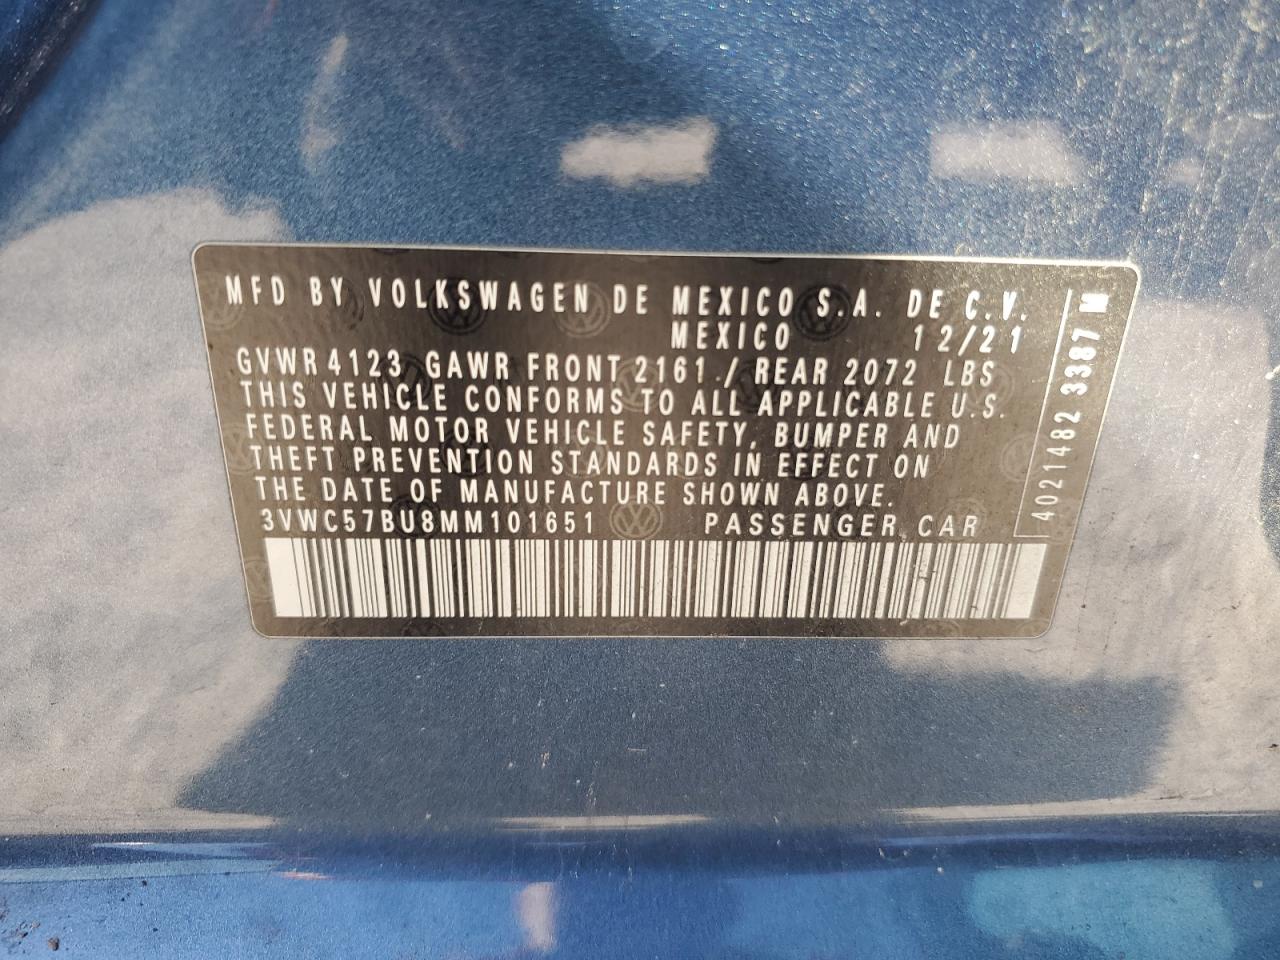 MFD BY VOLKSWAGEN DE MEXICO S.A. DE C.V.
MEXICO 12/21
GVWR 4123 GAWR FRONT 2161 / REAR 2072 LBS
THIS VEHICLE CONFORMS TO ALL APPLICABLE U.S.
FEDERAL MOTOR VEHICLE SAFETY, BUMPER AND
THEFT PREVENTION STANDARDS IN EFFECT ON
THE DATE OF MANUFACTURE SHOWN ABOVE.
3VWC57BU8MM101651 PASSENGER CAR
4021482 3387 M